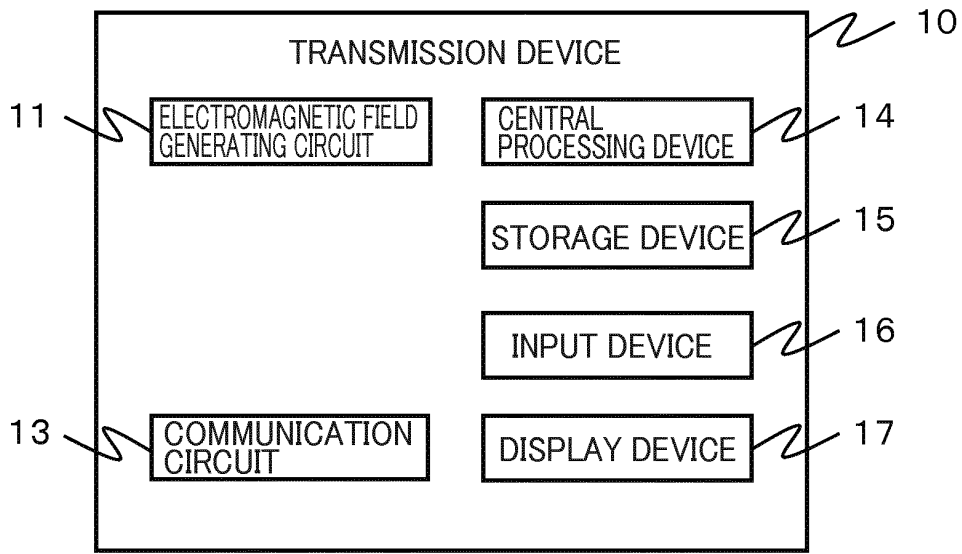 TRANSMISSION DEVICE
10
11
ELECTROMAGNETIC FIELD
GENERATING CIRCUIT
CENTRAL
PROCESSING DEVICE
14
STORAGE DEVICE
15
INPUT DEVICE
16
13
COMMUNICATION
CIRCUIT
DISPLAY DEVICE
17